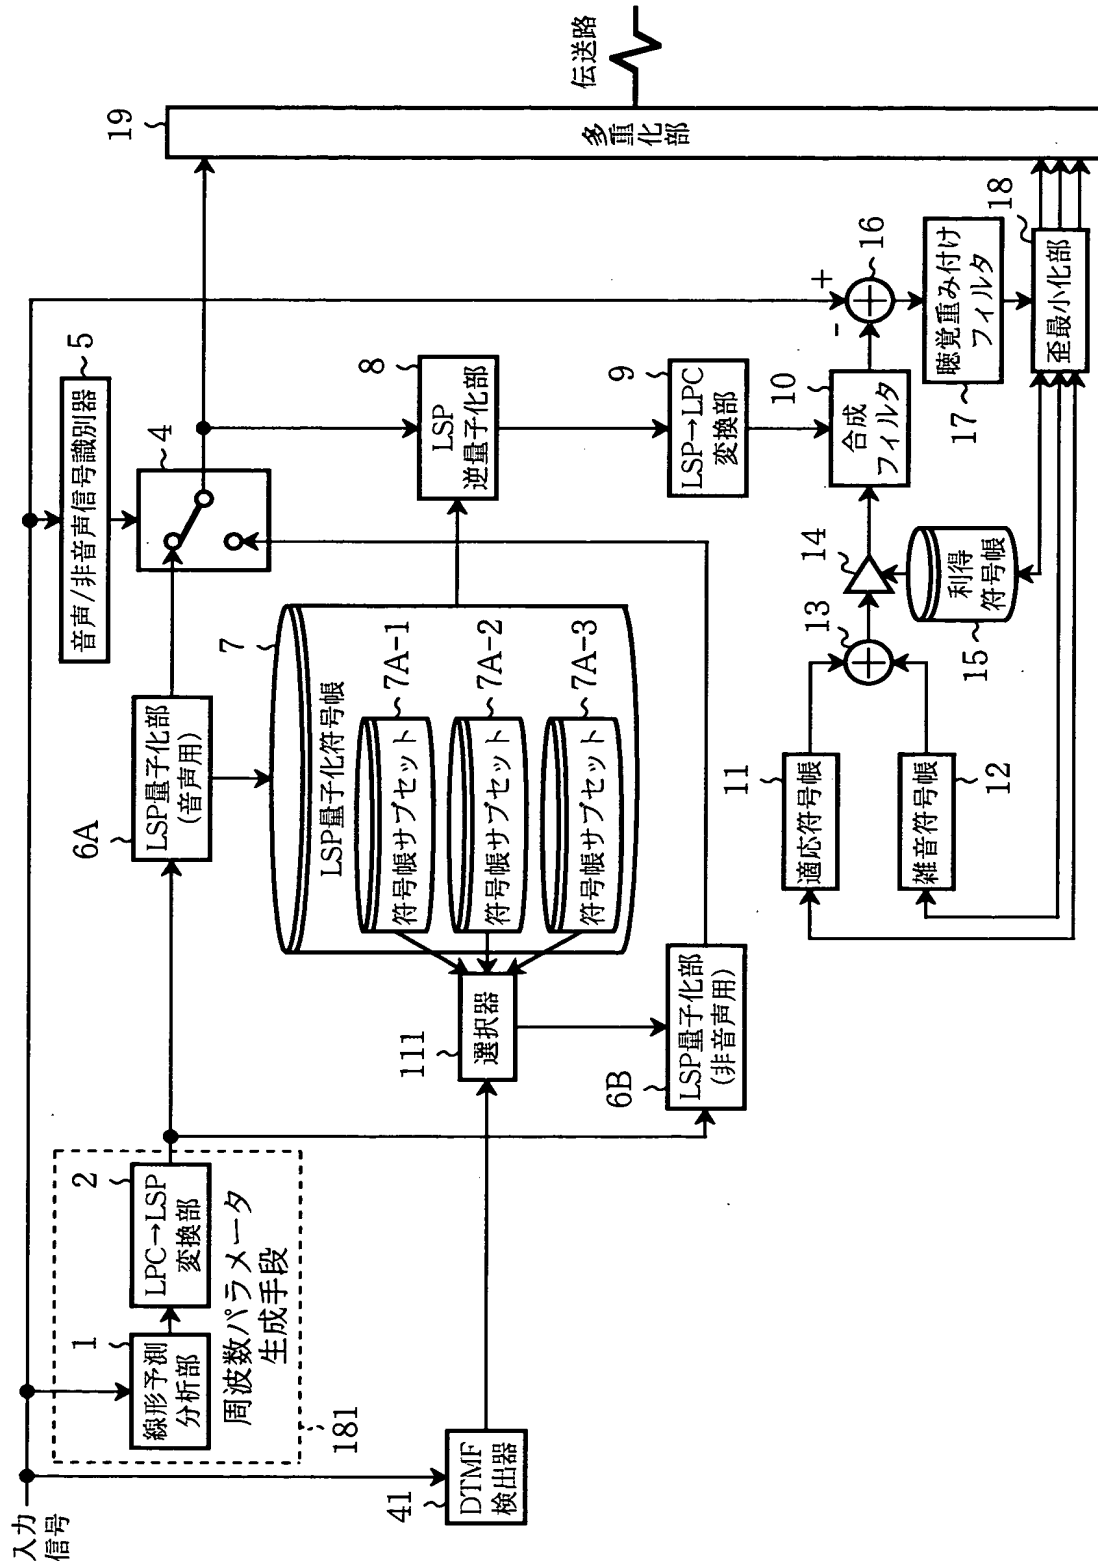 入力
信号
1
線形予測
分析部
2
LPC→LSP
変換部
周波数パラメータ
生成手段
181
41
DTMF
検出器
6A
LSP量子化部
(音声用)
5
音声/非音声信号識別器
4
7
LSP量子化符号帳
符号帳サブセット
7A-1
符号帳サブセット
7A-2
符号帳サブセット
7A-3
111
選択器
6B
LSP量子化部
(非音声用)
8
LSP
逆量子化部
9
LSP→LPC
変換部
10
合成
フィルタ
11
適応符号帳
12
雑音符号帳
13
14
15
利得
符号帳
+
-
16
17
聴覚重み付け
フィルタ
18
歪最小化部
19
多重化部
伝送路